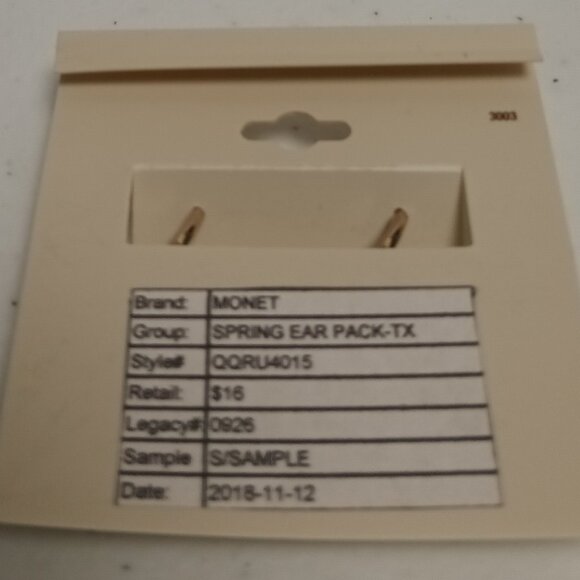 3003
Brand: MONET
Group: SPRING EAR PACK-TX
Style# QQRU4015
Retail: $16
Legacy#: 0926
Sample S/SAMPLE
Date: 2018-11-12